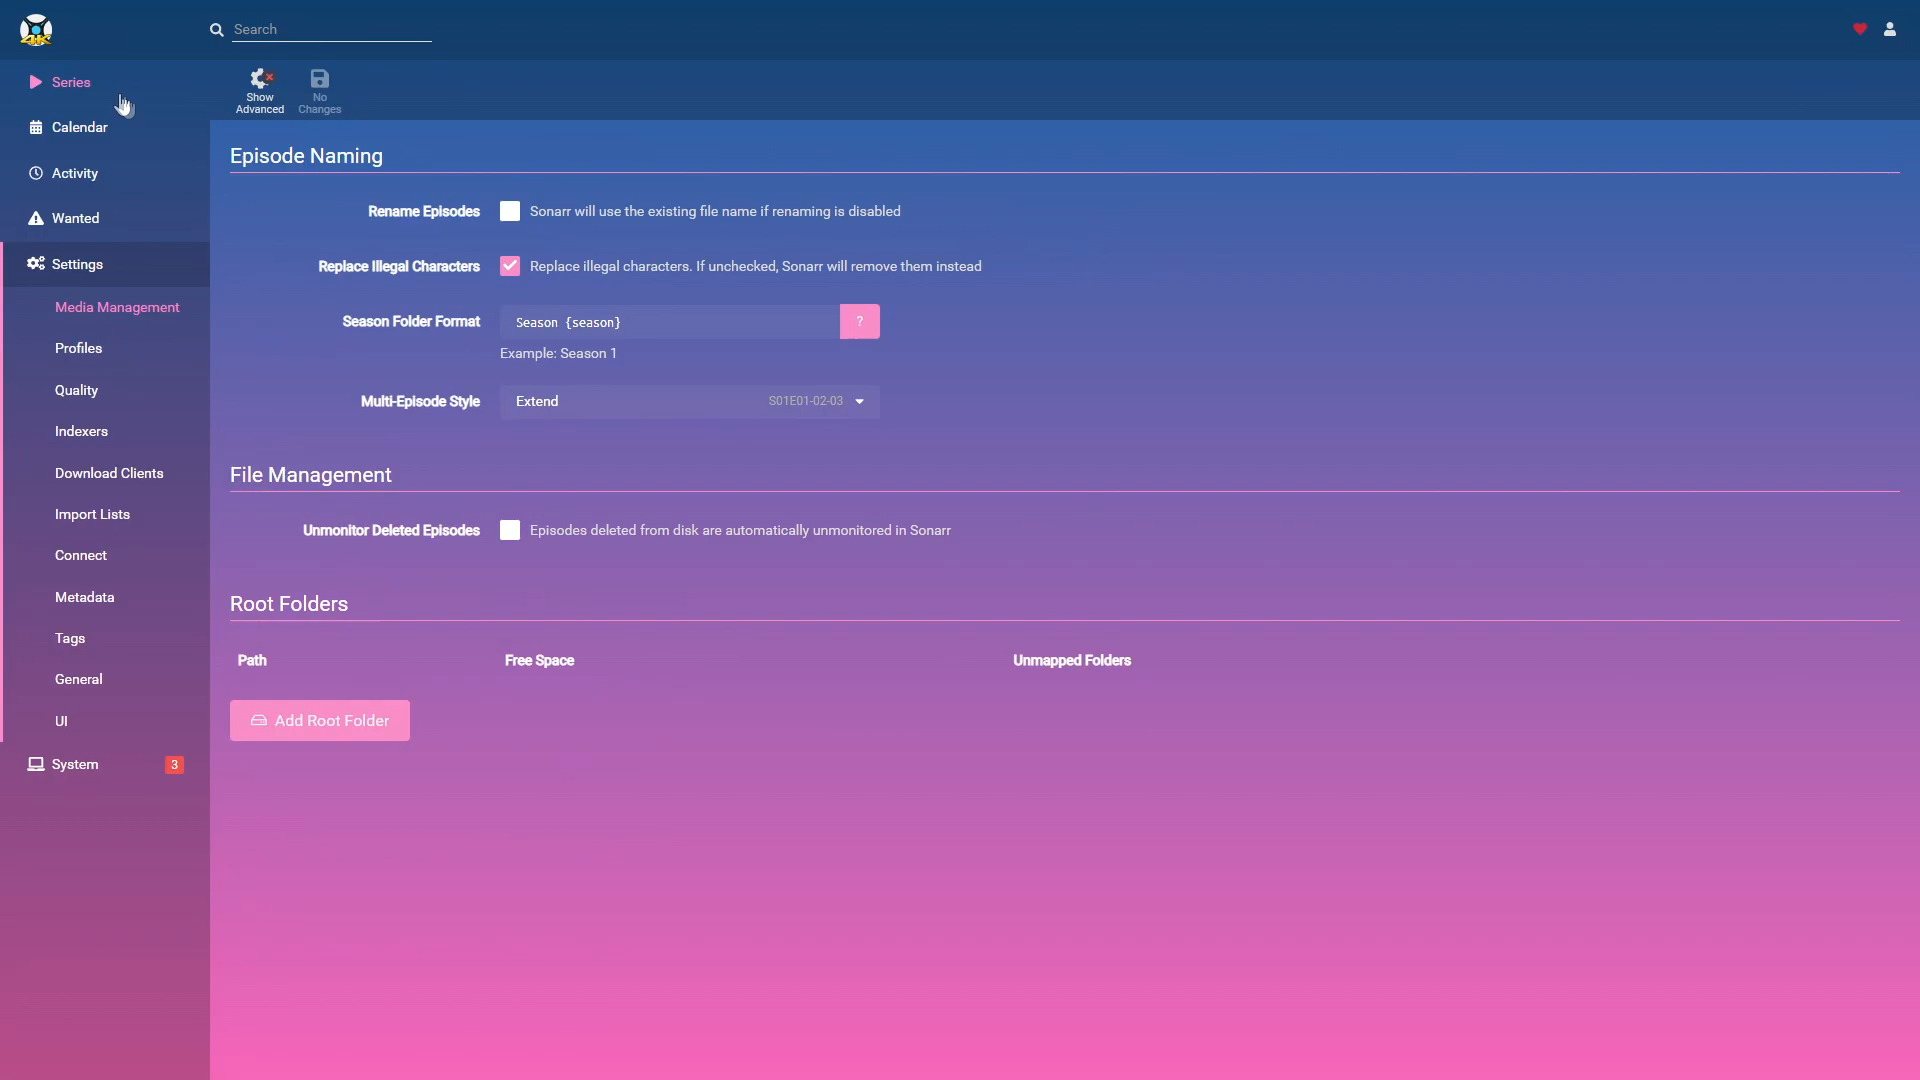 4K
Search
Series
Calendar
Activity
Wanted
Settings
Media Management
Profiles
Quality
Indexers
Download Clients
Import Lists
Connect
Metadata
Tags
General
UI
System 3
Show
Advanced
No
Changes
Episode Naming
Rename Episodes Sonarr will use the existing file name if renaming is disabled
Replace Illegal Characters Replace illegal characters. If unchecked, Sonarr will remove them instead
Season Folder Format Season {season} ?
Example: Season 1
Multi-Episode Style Extend S01E01-02-03
File Management
Unmonitor Deleted Episodes Episodes deleted from disk are automatically unmonitored in Sonarr
Root Folders
Path Free Space Unmapped Folders
Add Root Folder